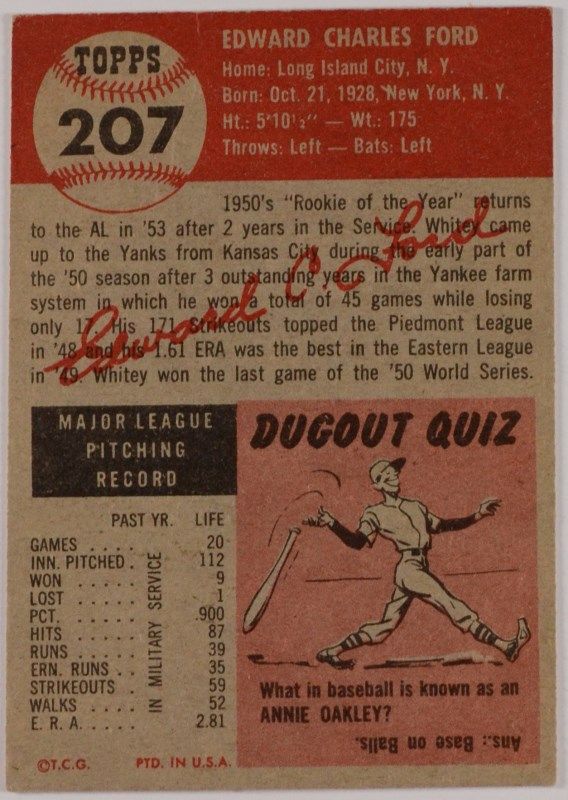 TOPPS
207
EDWARD CHARLES FORD
Home: Long Island City, N. Y.
Born: Oct. 21, 1928, New York, N. Y.
Ht.: 5'10½" — Wt.: 175
Throws: Left — Bats: Left
1950's "Rookie of the Year" returns
to the AL in '53 after 2 years in the Service. Whitey came
up to the Yanks from Kansas City during the early part of
the '50 season after 3 outstanding years in the Yankee farm
system in which he won a total of 45 games while losing
only 17. His 171 Strikeouts topped the Piedmont League
in '48 and his 1.61 ERA was the best in the Eastern League
in '49. Whitey won the last game of the '50 World Series.
Edward C. Ford
MAJOR LEAGUE
PITCHING
RECORD
PAST YR. LIFE
GAMES . . . . 20
INN. PITCHED . 112
WON . . . . . 9
LOST . . . . . 1
PCT. . . . . . .900
HITS . . . . . 87
RUNS . . . . . 39
ERN. RUNS . . 35
STRIKEOUTS . . 59
WALKS . . . . 52
E. R. A. . . . . 2.81
IN MILITARY SERVICE
©T.C.G. PTD. IN U.S.A.
DUGOUT QUIZ
What in baseball is known as an
ANNIE OAKLEY?
Ans.: Base on Balls.